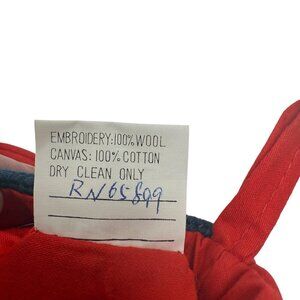 EMBROIDERY:100% WOOL
CANVAS: 100% COTTON
DRY CLEAN ONLY
RN65899